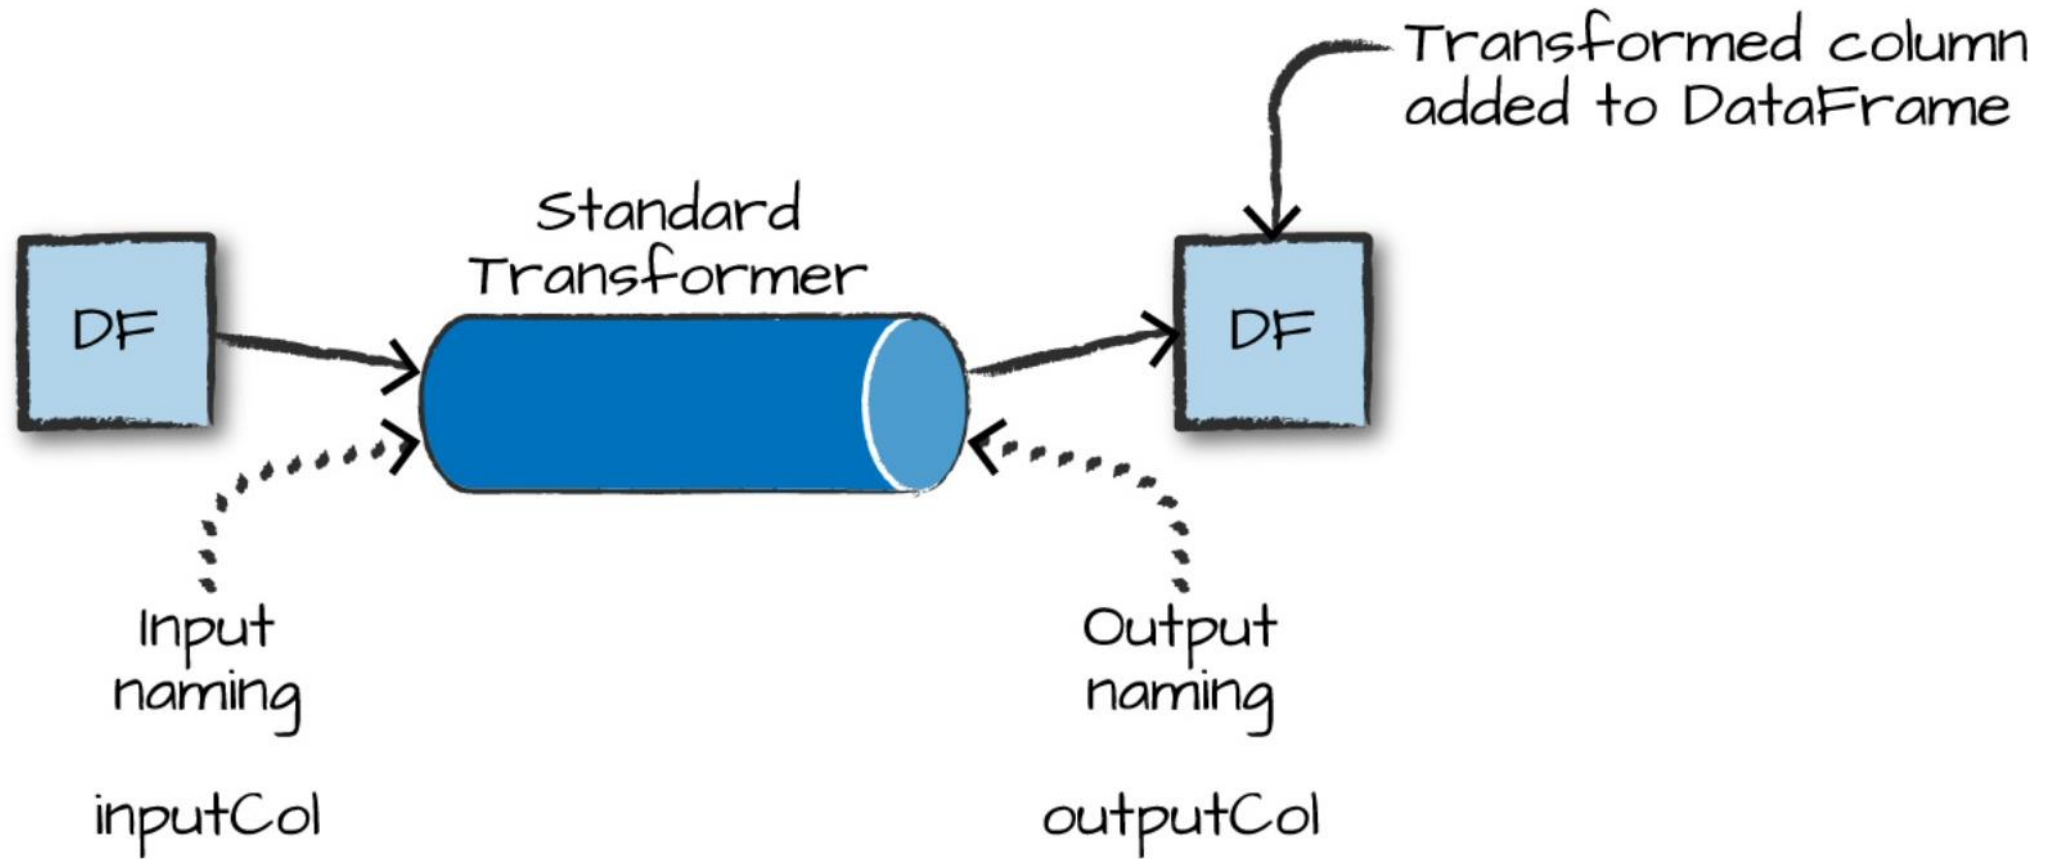 Transformed column
added to DataFrame
Standard
Transformer
DF
DF
Input
naming
Output
naming
inputCol
outputCol